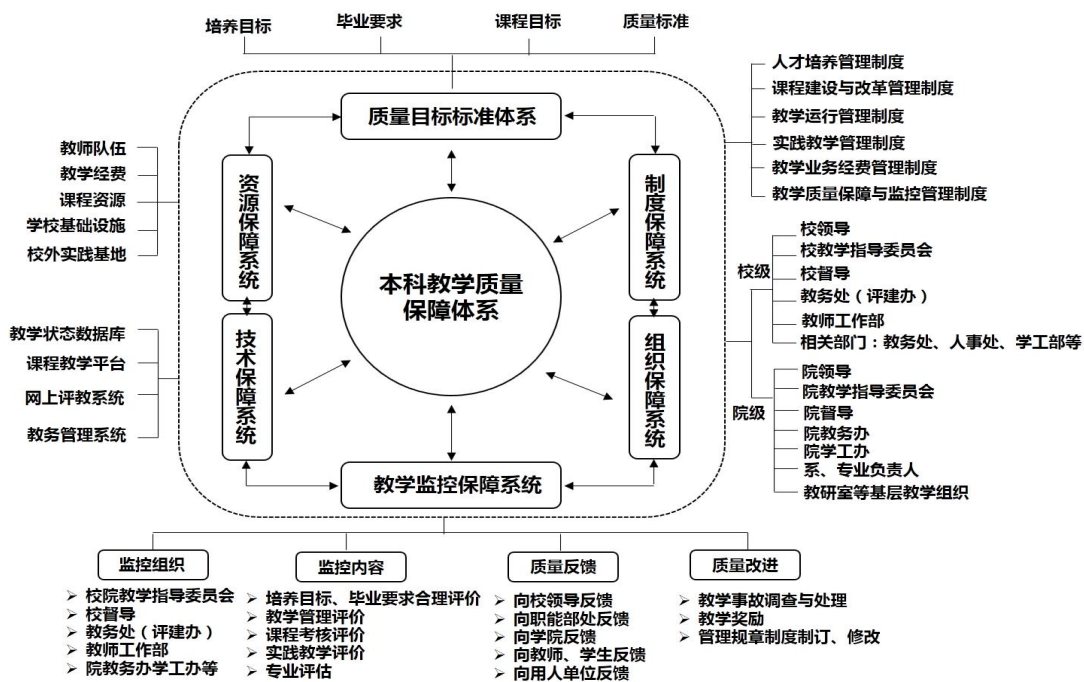 培养目标
毕业要求
课程目标
质量标准
质量目标标准体系
人才培养管理制度
课程建设与改革管理制度
教学运行管理制度
实践教学管理制度
教学业务经费管理制度
教学质量保障与监控管理制度
教师队伍
教学经费
课程资源
学校基础设施
校外实践基地
资源保障系统
制度保障系统
本科教学质量
保障体系
校级
校领导
校教学指导委员会
校督导
教务处（评建办）
教师工作部
相关部门：教务处、人事处、学工部等
教学状态数据库
课程教学平台
网上评教系统
教务管理系统
技术保障系统
组织保障系统
院级
院领导
院教学指导委员会
院督导
院教务办
院学工办
系、专业负责人
教研室等基层教学组织
教学监控保障系统
监控组织
➢ 校院教学指导委员会
➢ 校督导
➢ 教务处（评建办）
➢ 教师工作部
➢ 院教务办学工办等
监控内容
➢ 培养目标、毕业要求合理评价
➢ 教学管理评价
➢ 课程考核评价
➢ 实践教学评价
➢ 专业评估
质量反馈
➢ 向校领导反馈
➢ 向职能部处反馈
➢ 向学院反馈
➢ 向教师、学生反馈
➢ 向用人单位反馈
质量改进
➢ 教学事故调查与处理
➢ 教学奖励
➢ 管理规章制度制订、修改